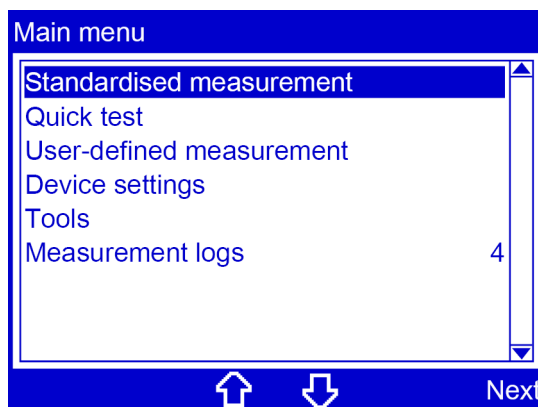 Main menu
Standardised measurement
Quick test
User-defined measurement
Device settings
Tools
Measurement logs 4
Next